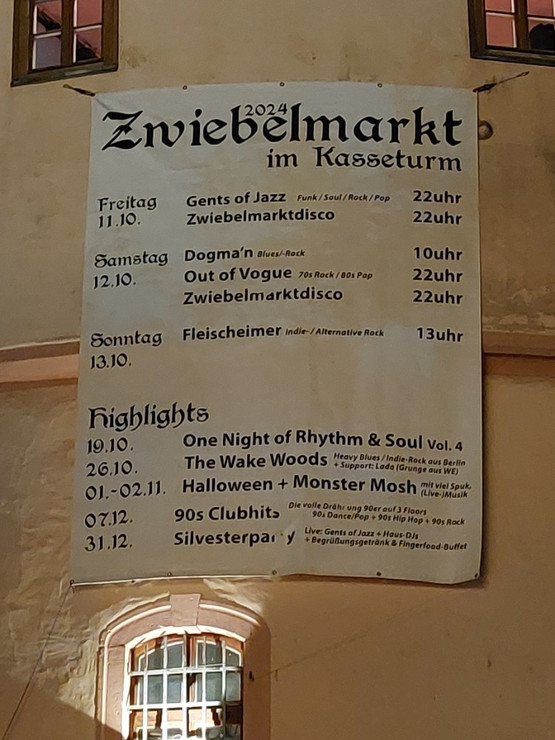 2024
Zwiebelmarkt
im Kasseturm
Freitag Gents of Jazz Funk / Soul / Rock / Pop 22uhr
11.10. Zwiebelmarktdisco 22uhr
Samstag Dogma'n Blues/-Rock 10uhr
12.10. Out of Vogue 70s Rock / 80s Pop 22uhr
Zwiebelmarktdisco 22uhr
Sonntag Fleischeimer Indie- / Alternative Rock 13uhr
13.10.
Highlights
19.10. One Night of Rhythm & Soul Vol. 4
26.10. The Wake Woods Heavy Blues / Indie-Rock aus Berlin
+ Support: Lada (Grunge aus WE)
01.-02.11. Halloween + Monster Mosh mit viel Spuk,
(Live-)Musik
07.12. 90s Clubhits Die volle Dröhnung 90er auf 3 Floors
90s Dance/Pop + 90s Hip Hop + 90s Rock
31.12. Silvesterparty Live: Gents of Jazz + Haus-DJs
+ Begrüßungsgetränk & Fingerfood-Buffet